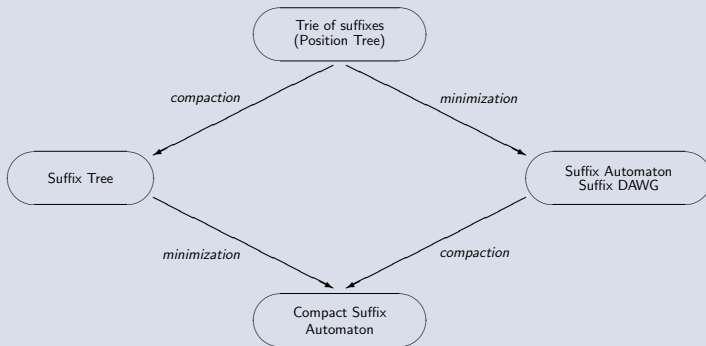 Trie of suffixes
(Position Tree)
compaction
minimization
Suffix Tree
Suffix Automaton
Suffix DAWG
minimization
compaction
Compact Suffix
Automaton